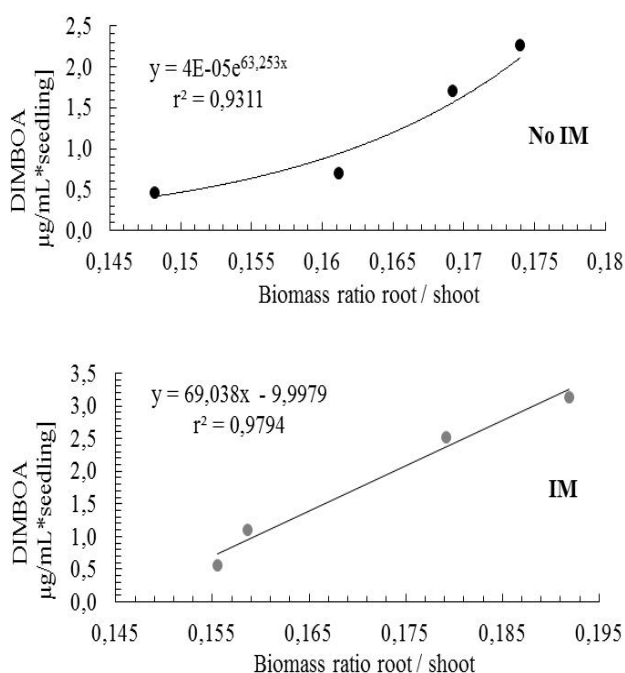 2,5
2,0
1,5
1,0
0,5
0,0
DIMBOA
µg/mL*seedling]
y = 4E-05e^63,253x
r² = 0,9311
No IM
0,145 0,15 0,155 0,16 0,165 0,17 0,175 0,18
Biomass ratio root / shoot
3,5
3,0
2,5
2,0
1,5
1,0
0,5
0,0
DIMBOA
µg/mL*seedling]
y = 69,038x - 9,9979
r² = 0,9794
IM
0,145 0,155 0,165 0,175 0,185 0,195
Biomass ratio root / shoot